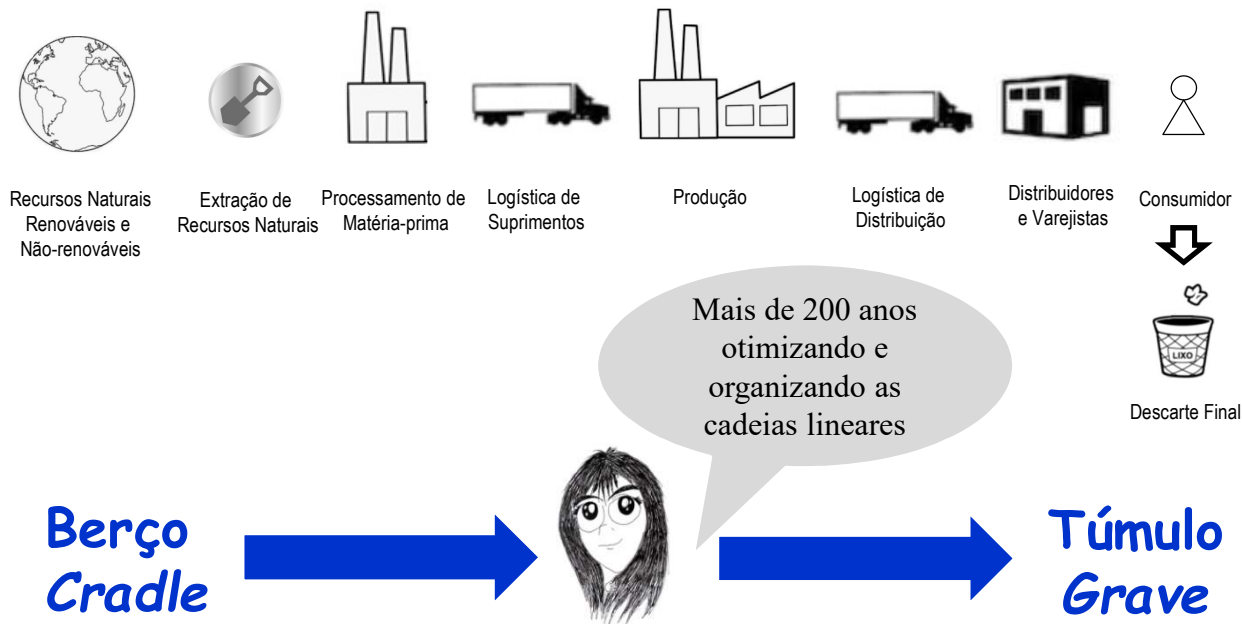 Recursos Naturais
Renováveis e
Não-renováveis
Extração de
Recursos Naturais
Processamento de
Matéria-prima
Logística de
Suprimentos
Produção
Logística de
Distribuição
Distribuidores
e Varejistas
Consumidor
LIXO
Descarte Final
Mais de 200 anos
otimizando e
organizando as
cadeias lineares
Berço
Cradle
Túmulo
Grave